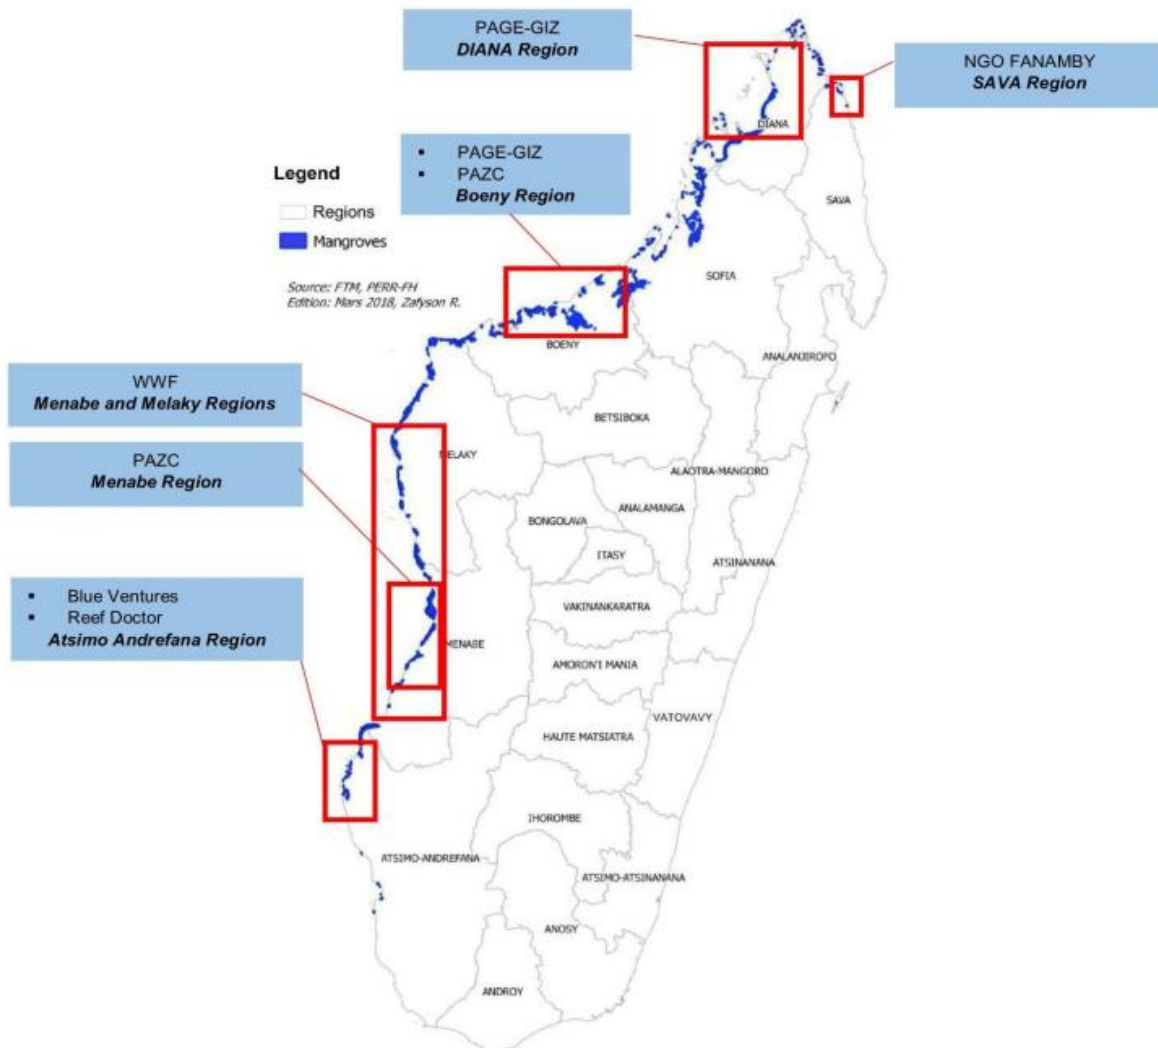 PAGE-GIZ
DIANA Region
NGO FANAMBY
SAVA Region
▪ PAGE-GIZ
▪ PAZC
Boeny Region
Legend
Regions
Mangroves
Source: FTM, PERR-FH
Edition: Mars 2018, Zafyson R.
WWF
Menabe and Melaky Regions
PAZC
Menabe Region
▪ Blue Ventures
▪ Reef Doctor
Atsimo Andrefana Region
DIANA
SAVA
SOFIA
BOENY
ANALANJIROFO
BETSIBOKA
MELAKY
ALAOTRA-MANGORO
ANALAMANGA
BONGOLAVA
ITASY
ATSINANANA
VAKINANKARATRA
MENABE
AMORON'I MANIA
VATOVAVY
HAUTE MATSIATRA
IHOROMBE
ATSIMO-ANDREFANA
ATSIMO-ATSINANANA
ANOSY
ANDROY